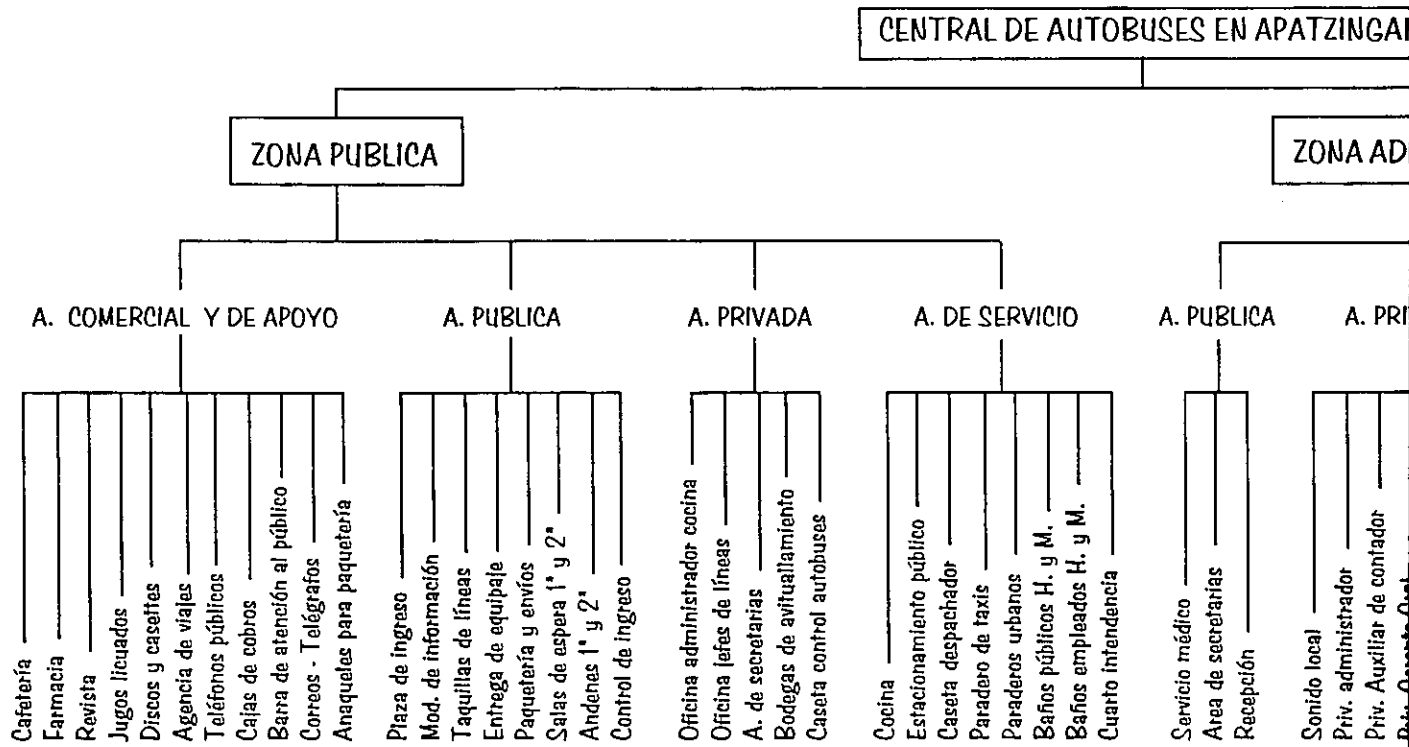 CENTRAL DE AUTOBUSES EN APATZINGAN
ZONA PUBLICA
ZONA AD
A. COMERCIAL Y DE APOYO
A. PUBLICA
A. PRIVADA
A. DE SERVICIO
A. PUBLICA
A. PRI
Cafetería
Farmacia
Revista
Jugos licuados
Discos y casettes
Agencia de viajes
Teléfonos públicos
Cajas de cobros
Barra de atención al público
Correos - Telégrafos
Anaqueles para paquetería
Plaza de ingreso
Mod. de información
Taquillas de líneas
Entrega de equipaje
Paquetería y envíos
Salas de espera 1ª y 2ª
Andenes 1ª y 2ª
Control de ingreso
Oficina administrador cocina
Oficina jefes de líneas
A. de secretarias
Bodegas de avituallamiento
Caseta control autobuses
Cocina
Estacionamiento público
Caseta despachador
Paradero de taxis
Paraderos urbanos
Baños públicos H. y M.
Baños empleados H. y M.
Cuarto intendencia
Servicio médico
Area de secretarias
Recepción
Sonido local
Priv. administrador
Priv. Auxiliar de contador